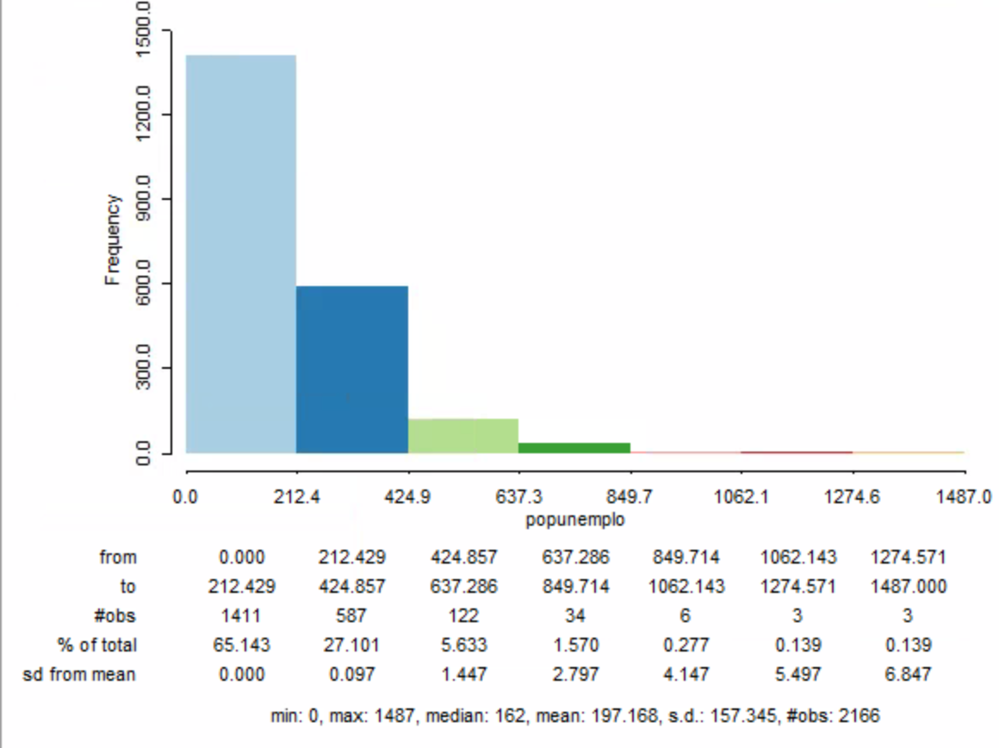 1500.0
1200.0
900.0
600.0
300.0
0.0
Frequency
0.0 212.4 424.9 637.3 849.7 1062.1 1274.6 1487.0
popunemplo
from 0.000 212.429 424.857 637.286 849.714 1062.143 1274.571
to 212.429 424.857 637.286 849.714 1062.143 1274.571 1487.000
#obs 1411 587 122 34 6 3 3
% of total 65.143 27.101 5.633 1.570 0.277 0.139 0.139
sd from mean 0.000 0.097 1.447 2.797 4.147 5.497 6.847
min: 0, max: 1487, median: 162, mean: 197.168, s.d.: 157.345, #obs: 2166